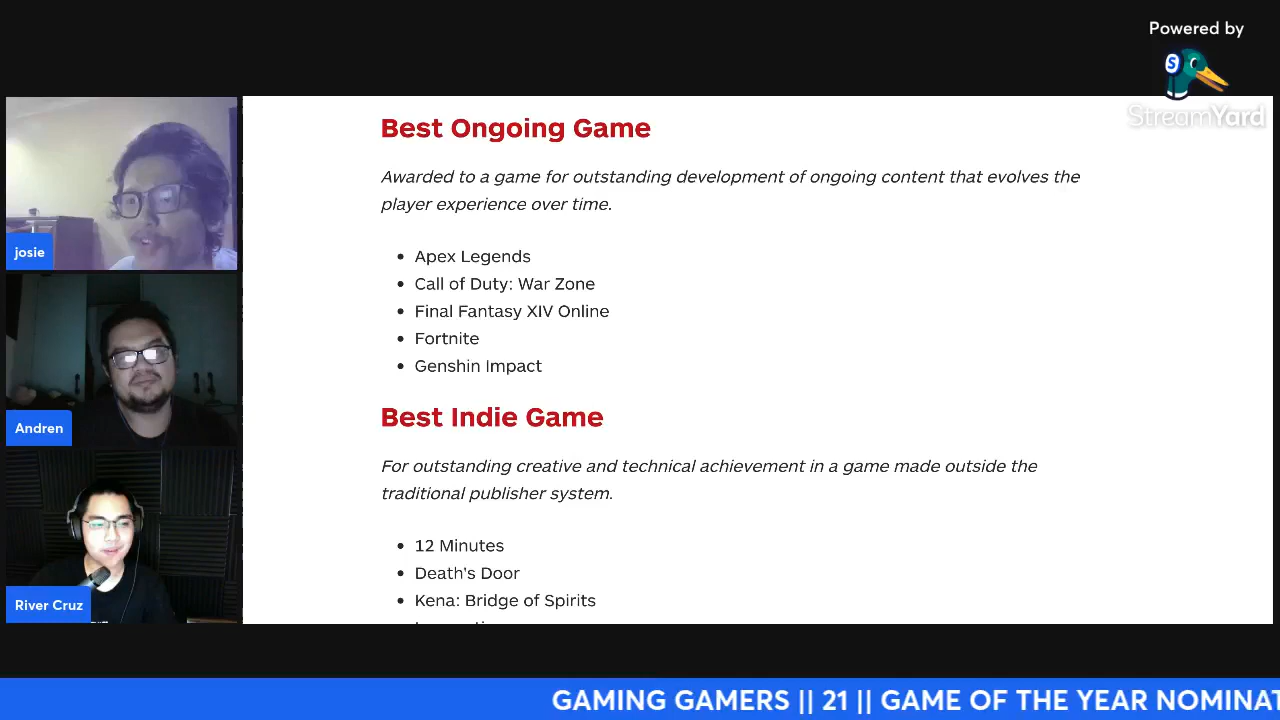 Powered by
StreamYard
Best Ongoing Game
Awarded to a game for outstanding development of ongoing content that evolves the
player experience over time.
• Apex Legends
• Call of Duty: War Zone
• Final Fantasy XIV Online
• Fortnite
• Genshin Impact
Best Indie Game
For outstanding creative and technical achievement in a game made outside the
traditional publisher system.
• 12 Minutes
• Death's Door
• Kena: Bridge of Spirits
josie
Andren
River Cruz
GAMING GAMERS || 21 || GAME OF THE YEAR NOMINAT